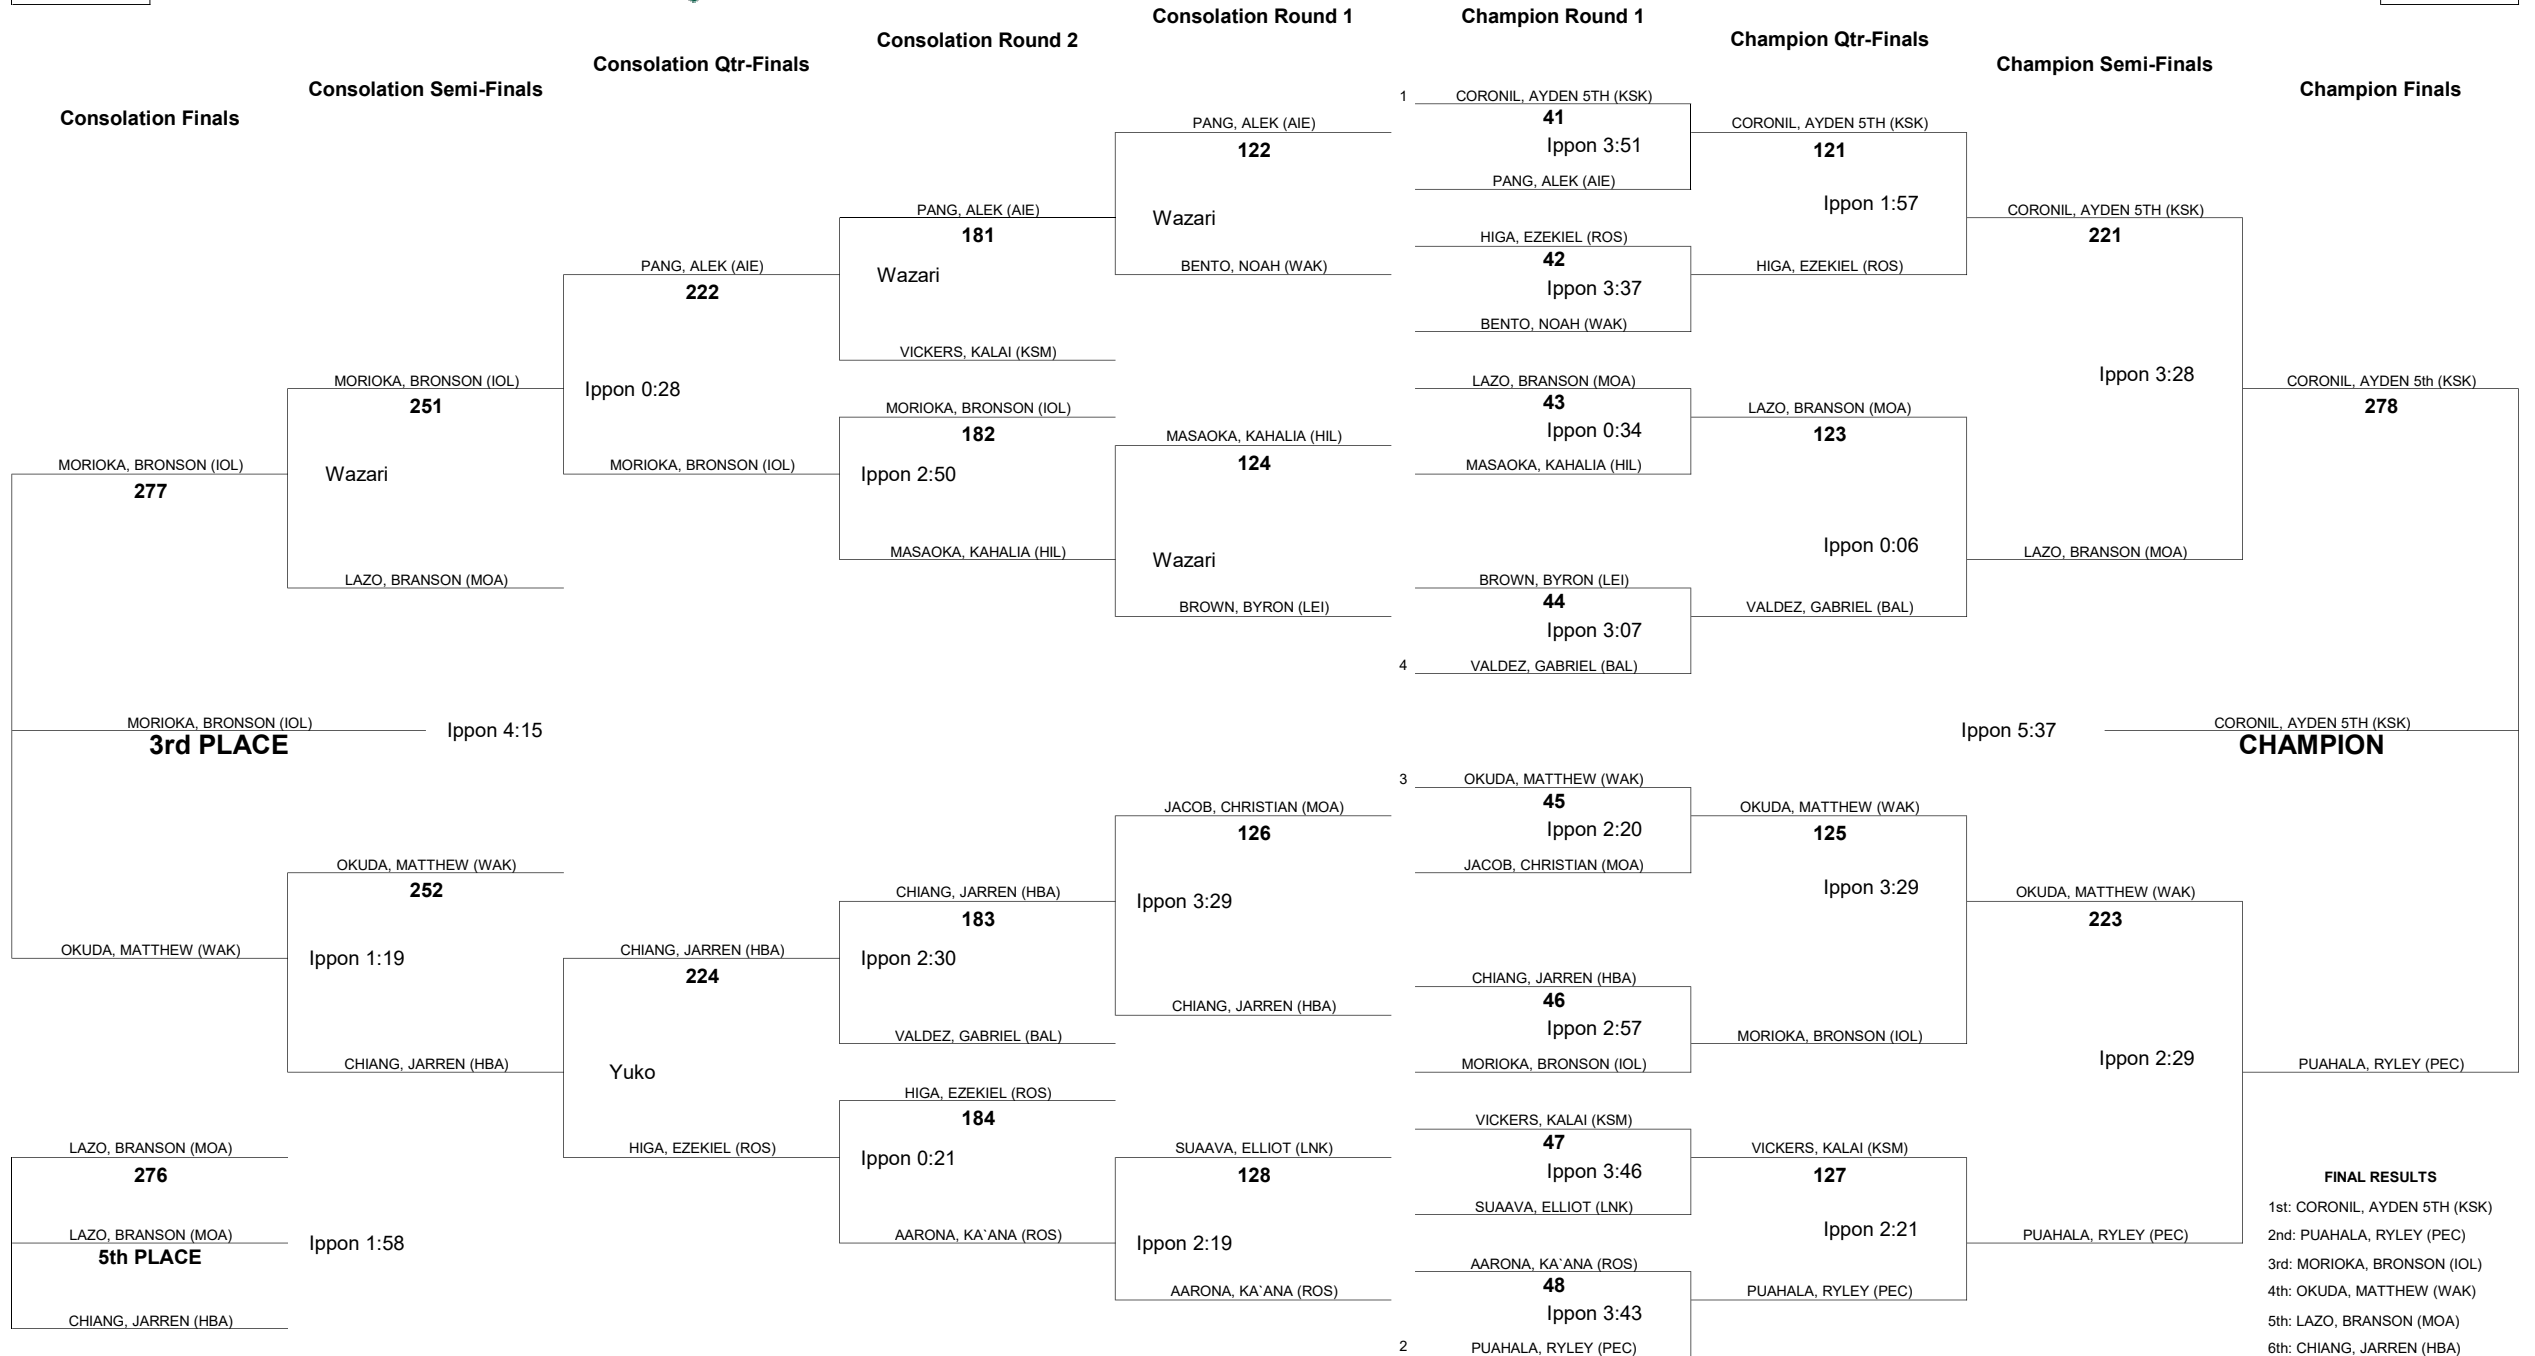 Consolation Round 1
Champion Round 1
Consolation Round 2
Champion Qtr-Finals
Consolation Qtr-Finals
Champion Semi-Finals
Consolation Semi-Finals
Champion Finals
Consolation Finals
1
CORONIL, AYDEN 5TH (KSK)
41
Ippon 3:51
PANG, ALEK (AIE)
HIGA, EZEKIEL (ROS)
42
Ippon 3:37
BENTO, NOAH (WAK)
LAZO, BRANSON (MOA)
43
Ippon 0:34
MASAOKA, KAHALIA (HIL)
BROWN, BYRON (LEI)
44
Ippon 3:07
4
VALDEZ, GABRIEL (BAL)
3
OKUDA, MATTHEW (WAK)
45
Ippon 2:20
JACOB, CHRISTIAN (MOA)
CHIANG, JARREN (HBA)
46
Ippon 2:57
MORIOKA, BRONSON (IOL)
VICKERS, KALAI (KSM)
47
Ippon 3:46
SUAAVA, ELLIOT (LNK)
AARONA, KA`ANA (ROS)
48
Ippon 3:43
2
PUAHALA, RYLEY (PEC)
CORONIL, AYDEN 5TH (KSK)
121
Ippon 1:57
HIGA, EZEKIEL (ROS)
LAZO, BRANSON (MOA)
123
Ippon 0:06
VALDEZ, GABRIEL (BAL)
OKUDA, MATTHEW (WAK)
125
Ippon 3:29
MORIOKA, BRONSON (IOL)
VICKERS, KALAI (KSM)
127
Ippon 2:21
PUAHALA, RYLEY (PEC)
CORONIL, AYDEN 5TH (KSK)
221
Ippon 3:28
LAZO, BRANSON (MOA)
OKUDA, MATTHEW (WAK)
223
Ippon 2:29
PUAHALA, RYLEY (PEC)
CORONIL, AYDEN 5th (KSK)
278
Ippon 5:37
CORONIL, AYDEN 5TH (KSK)
CHAMPION
PUAHALA, RYLEY (PEC)
PANG, ALEK (AIE)
122
Wazari
BENTO, NOAH (WAK)
MASAOKA, KAHALIA (HIL)
124
Wazari
BROWN, BYRON (LEI)
JACOB, CHRISTIAN (MOA)
126
Ippon 3:29
CHIANG, JARREN (HBA)
SUAAVA, ELLIOT (LNK)
128
Ippon 2:19
AARONA, KA`ANA (ROS)
PANG, ALEK (AIE)
181
Wazari
VICKERS, KALAI (KSM)
MORIOKA, BRONSON (IOL)
182
Ippon 2:50
MASAOKA, KAHALIA (HIL)
CHIANG, JARREN (HBA)
183
Ippon 2:30
VALDEZ, GABRIEL (BAL)
HIGA, EZEKIEL (ROS)
184
Ippon 0:21
AARONA, KA`ANA (ROS)
PANG, ALEK (AIE)
222
Ippon 0:28
MORIOKA, BRONSON (IOL)
CHIANG, JARREN (HBA)
224
Yuko
HIGA, EZEKIEL (ROS)
MORIOKA, BRONSON (IOL)
251
Wazari
LAZO, BRANSON (MOA)
OKUDA, MATTHEW (WAK)
252
Ippon 1:19
CHIANG, JARREN (HBA)
MORIOKA, BRONSON (IOL)
277
MORIOKA, BRONSON (IOL)
3rd PLACE
Ippon 4:15
OKUDA, MATTHEW (WAK)
LAZO, BRANSON (MOA)
276
LAZO, BRANSON (MOA)
5th PLACE
Ippon 1:58
CHIANG, JARREN (HBA)
FINAL RESULTS
1st: CORONIL, AYDEN 5TH (KSK)
2nd: PUAHALA, RYLEY (PEC)
3rd: MORIOKA, BRONSON (IOL)
4th: OKUDA, MATTHEW (WAK)
5th: LAZO, BRANSON (MOA)
6th: CHIANG, JARREN (HBA)